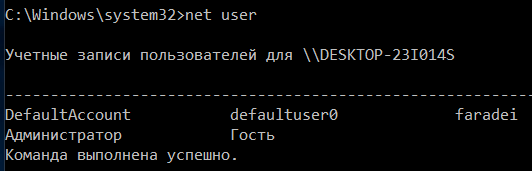 C:\Windows\system32>net user
Учетные записи пользователей для \\DESKTOP-23I014S
-------------------------------------------------------------------------------
DefaultAccount defaultuser0 faradei
Администратор Гость
Команда выполнена успешно.